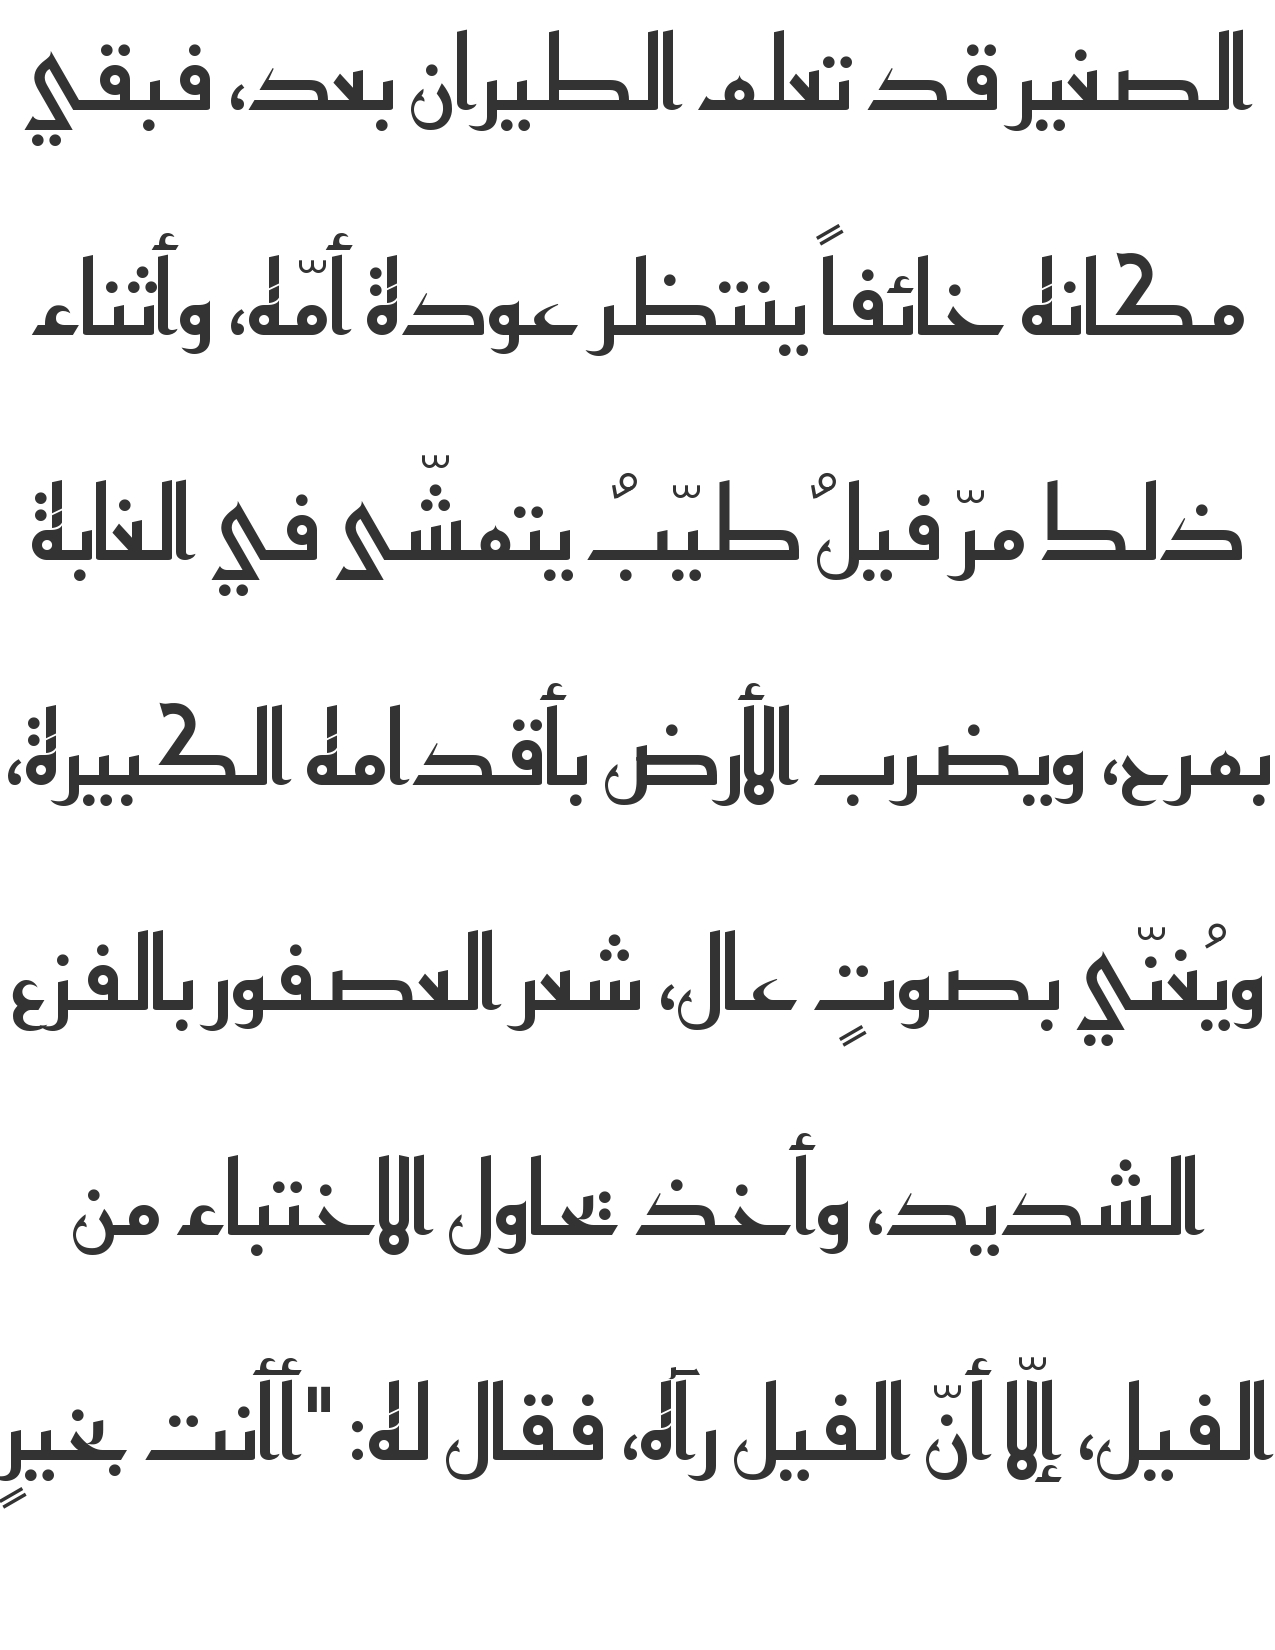 الصغير قد تعلم الطيران بعد، فبقي
مكانه خائفاً ينتظر عودة أمّه، وأثناء
ذلك مرّ فيلٌ طيّبٌ يتمشّى في الغابة
بمرح، ويضرب الأرض بأقدامه الكبيرة،
ويُغنّي بصوتٍ عال، شعر العصفور بالفزع
الشديد، وأخذ يحاول الاختباء من
الفيل، إلّا أنّ الفيل رآه، فقال له: "أأنت بخيرٍ